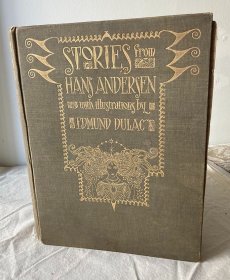 STORIES from
HANS ANDERSEN
with illustrations by
EDMUND DULAC